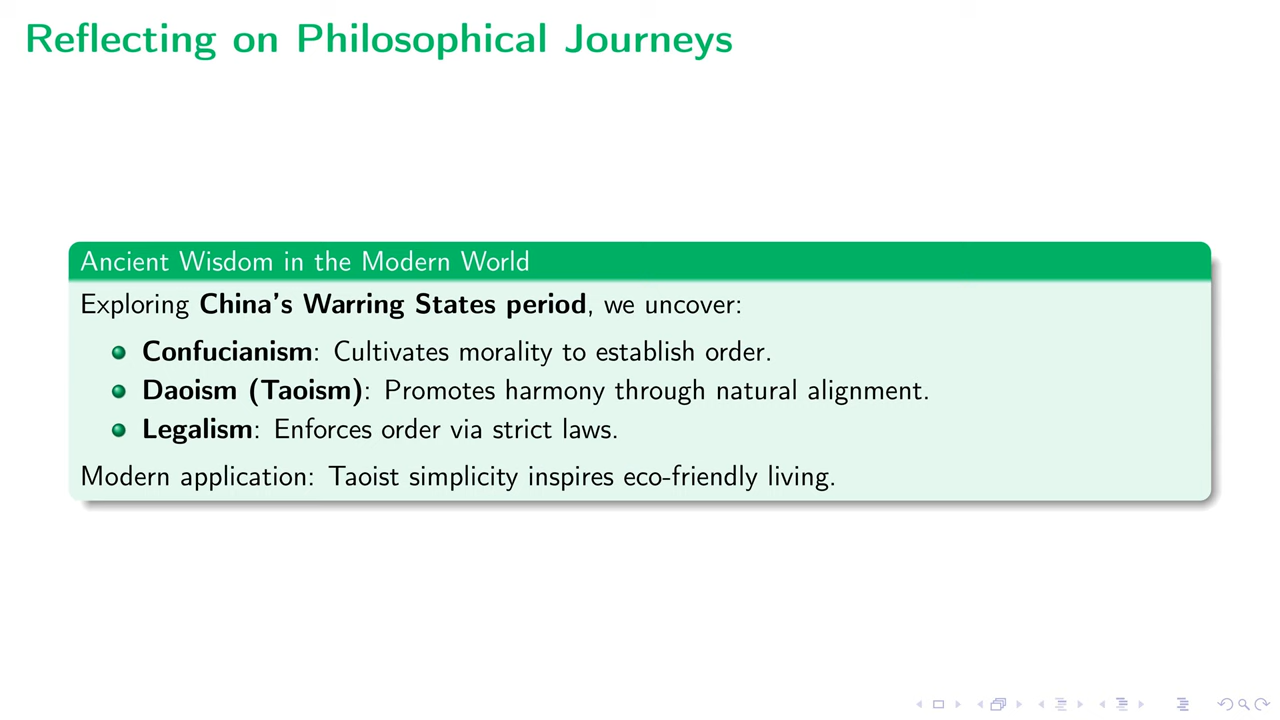 Reflecting on Philosophical Journeys
Ancient Wisdom in the Modern World
Exploring China's Warring States period, we uncover:
Confucianism: Cultivates morality to establish order.
Daoism (Taoism): Promotes harmony through natural alignment.
Legalism: Enforces order via strict laws.
Modern application: Taoist simplicity inspires eco-friendly living.